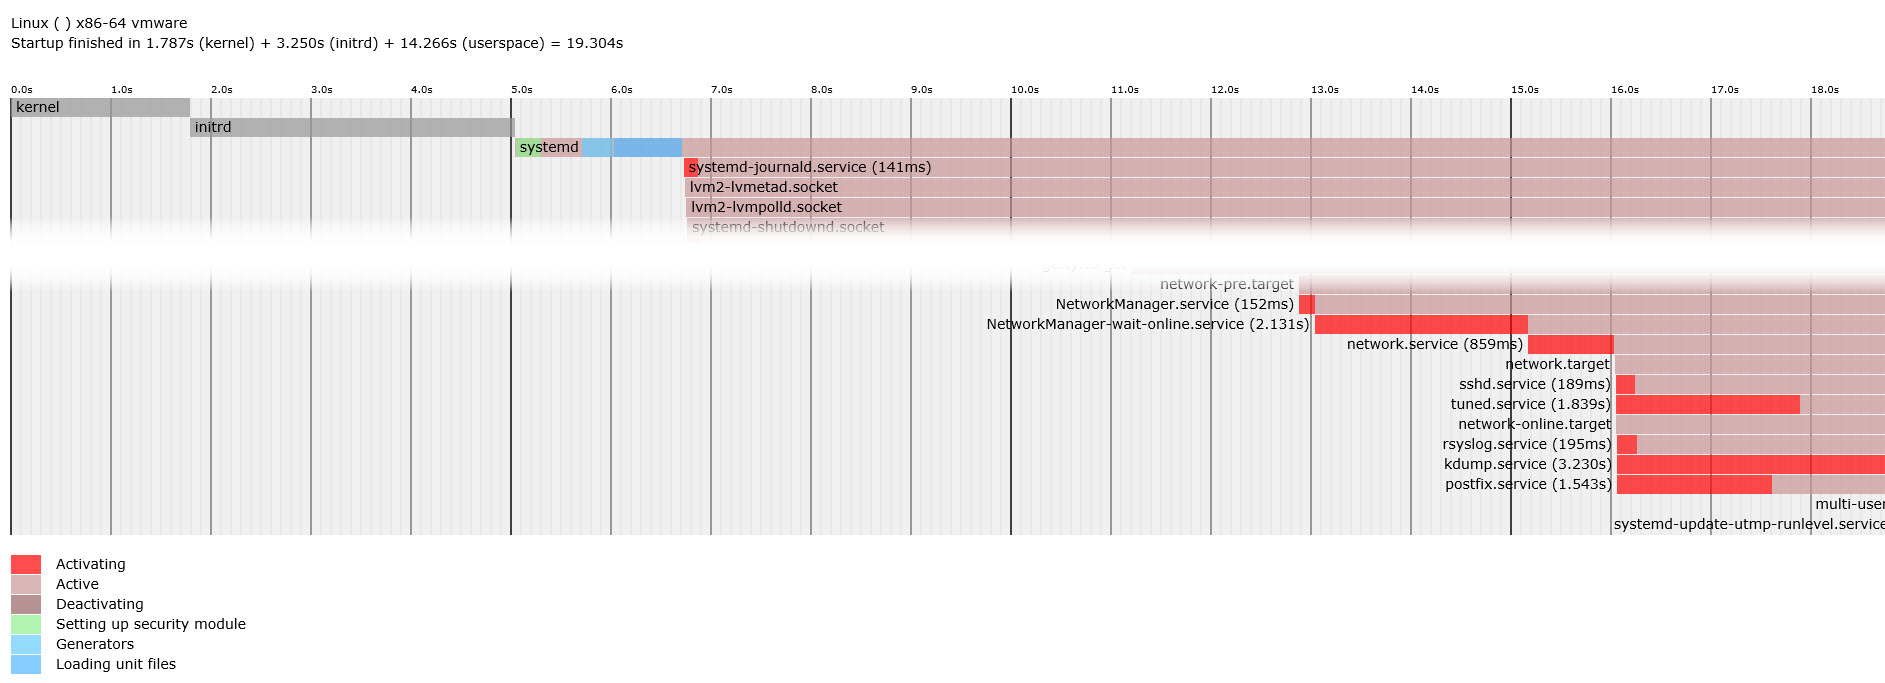 Linux ( ) x86-64 vmware
Startup finished in 1.787s (kernel) + 3.250s (initrd) + 14.266s (userspace) = 19.304s
0.0s 1.0s 2.0s 3.0s 4.0s 5.0s 6.0s 7.0s 8.0s 9.0s 10.0s 11.0s 12.0s 13.0s 14.0s 15.0s 16.0s 17.0s 18.0s
kernel
initrd
systemd
systemd-journald.service (141ms)
lvm2-lvmetad.socket
lvm2-lvmpolld.socket
systemd-shutdownd.socket
network-pre.target
NetworkManager.service (152ms)
NetworkManager-wait-online.service (2.131s)
network.service (859ms)
network.target
sshd.service (189ms)
tuned.service (1.839s)
network-online.target
rsyslog.service (195ms)
kdump.service (3.230s)
postfix.service (1.543s)
multi-user
systemd-update-utmp-runlevel.service
Activating
Active
Deactivating
Setting up security module
Generators
Loading unit files